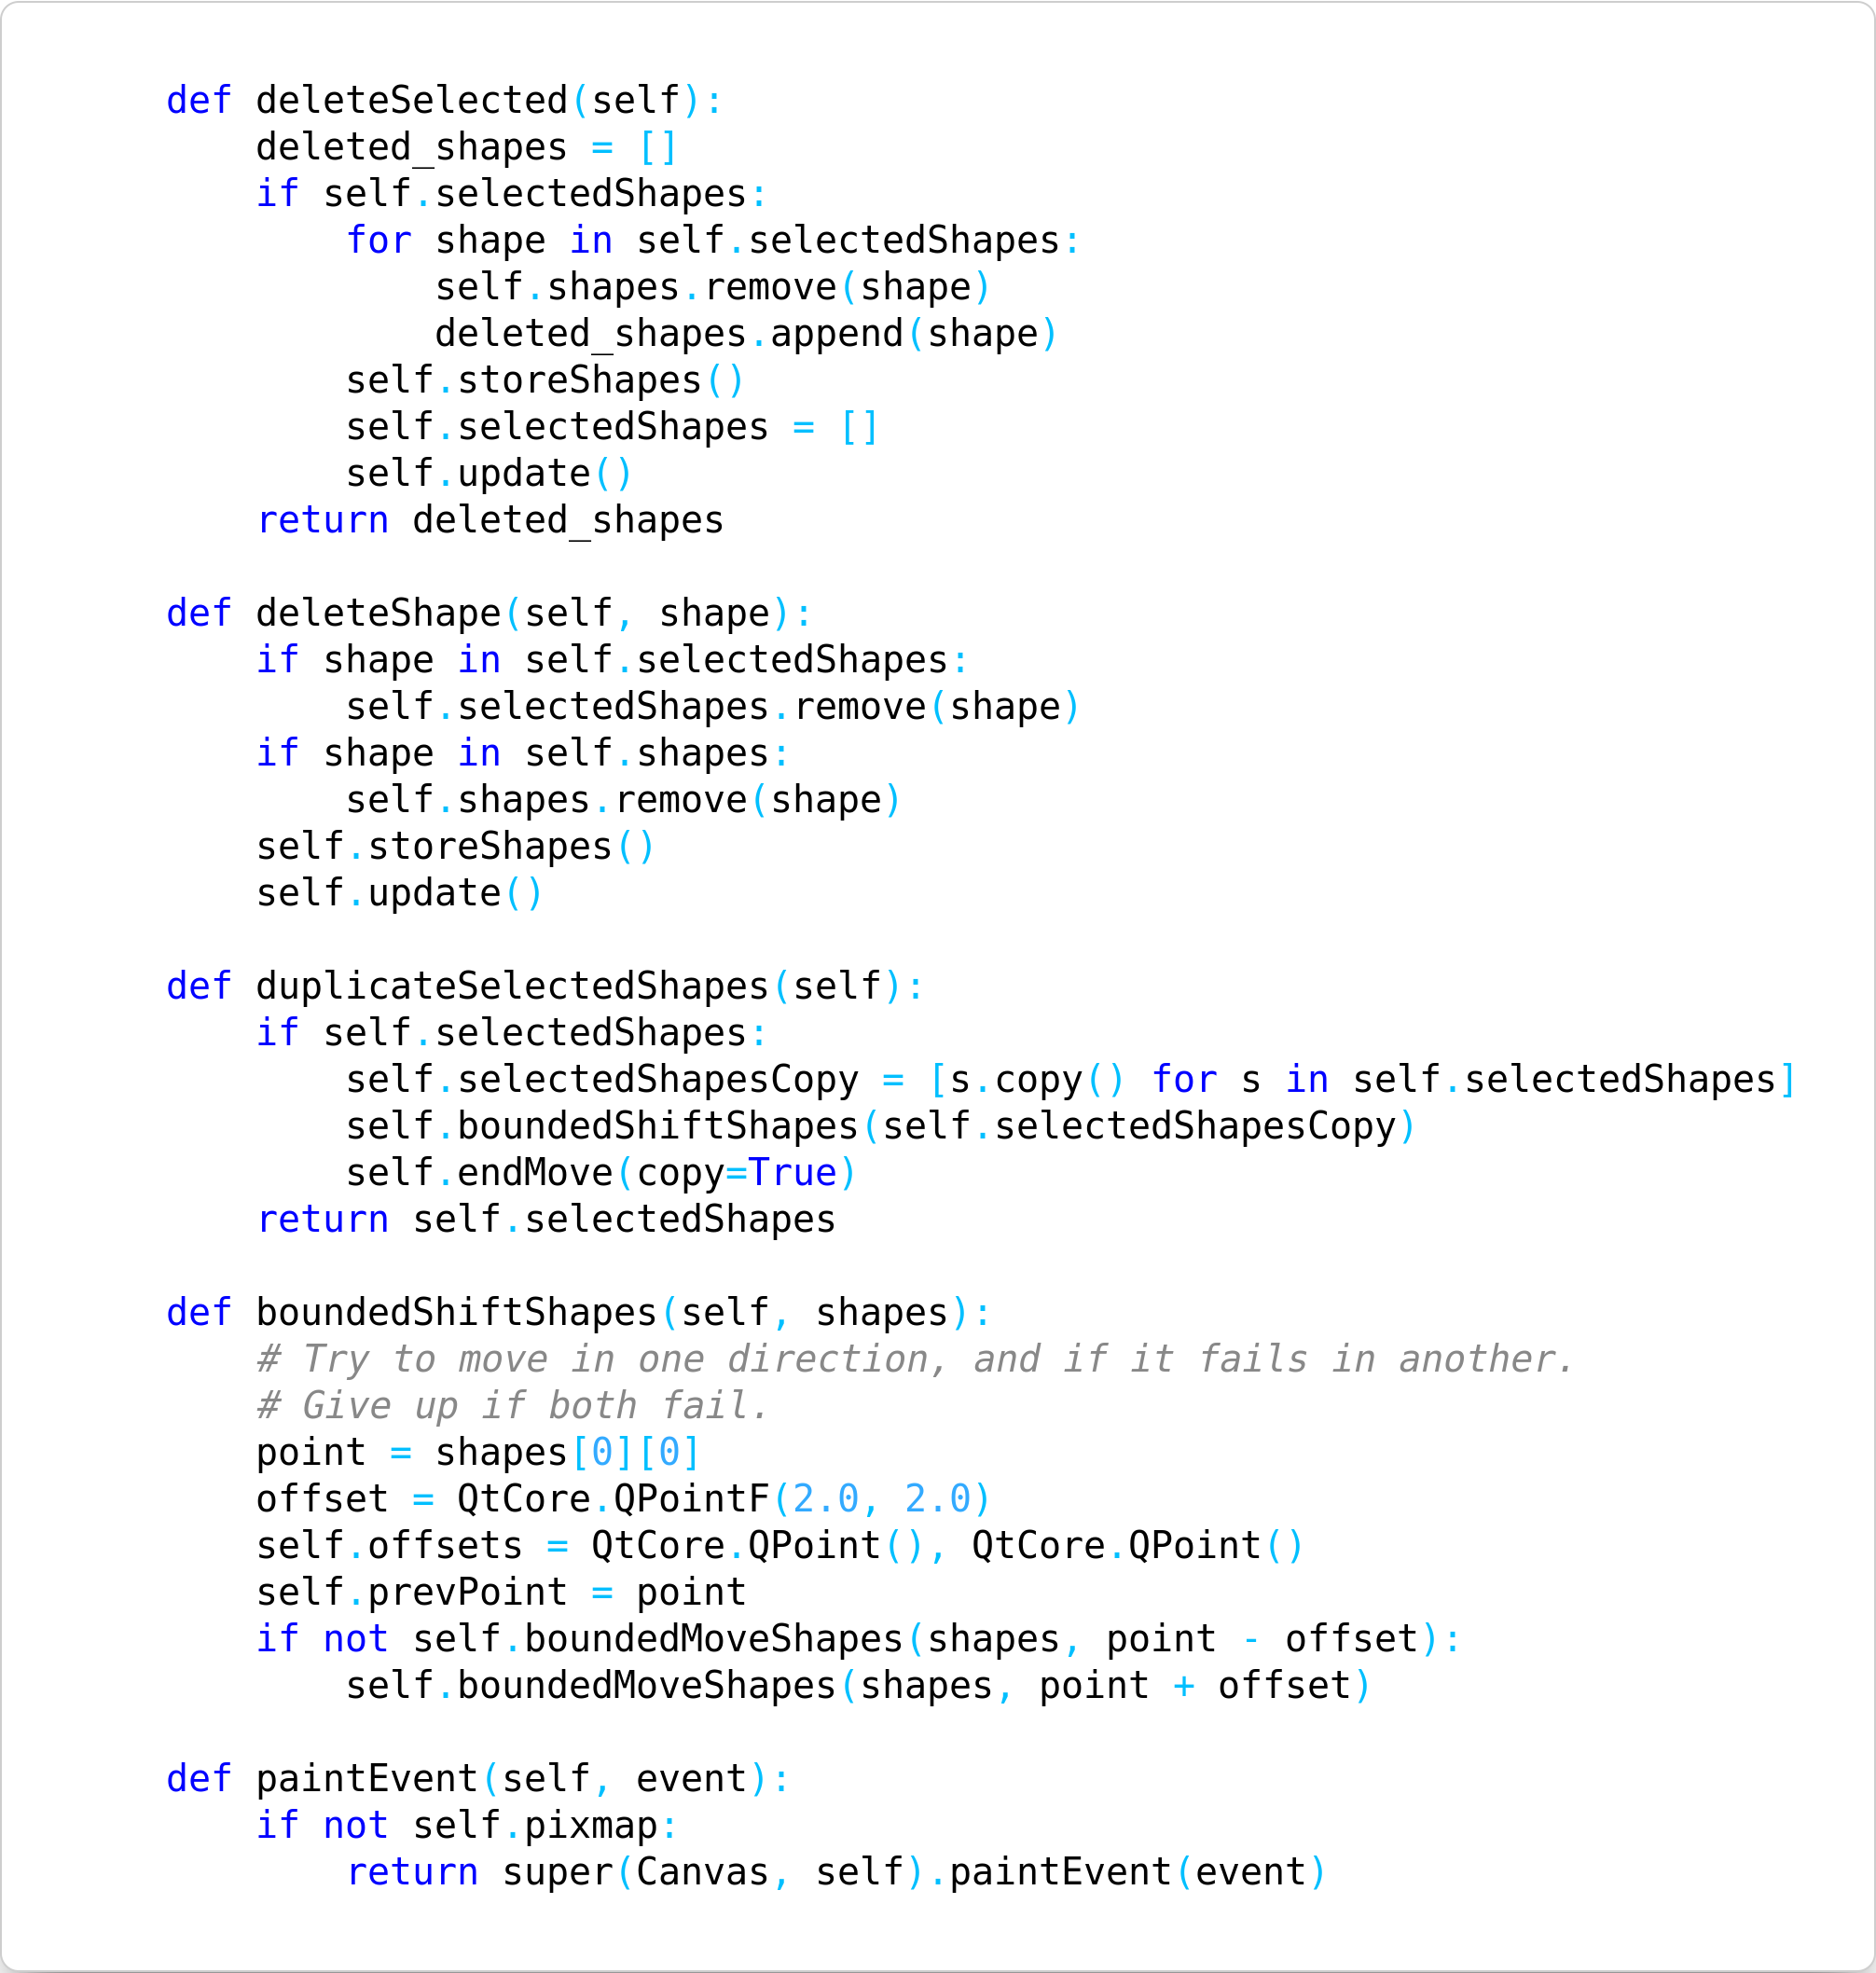 def deleteSelected(self):
    deleted_shapes = []
    if self.selectedShapes:
        for shape in self.selectedShapes:
            self.shapes.remove(shape)
            deleted_shapes.append(shape)
        self.storeShapes()
        self.selectedShapes = []
        self.update()
    return deleted_shapes

def deleteShape(self, shape):
    if shape in self.selectedShapes:
        self.selectedShapes.remove(shape)
    if shape in self.shapes:
        self.shapes.remove(shape)
    self.storeShapes()
    self.update()

def duplicateSelectedShapes(self):
    if self.selectedShapes:
        self.selectedShapesCopy = [s.copy() for s in self.selectedShapes]
        self.boundedShiftShapes(self.selectedShapesCopy)
        self.endMove(copy=True)
    return self.selectedShapes

def boundedShiftShapes(self, shapes):
    # Try to move in one direction, and if it fails in another.
    # Give up if both fail.
    point = shapes[0][0]
    offset = QtCore.QPointF(2.0, 2.0)
    self.offsets = QtCore.QPoint(), QtCore.QPoint()
    self.prevPoint = point
    if not self.boundedMoveShapes(shapes, point - offset):
        self.boundedMoveShapes(shapes, point + offset)

def paintEvent(self, event):
    if not self.pixmap:
        return super(Canvas, self).paintEvent(event)